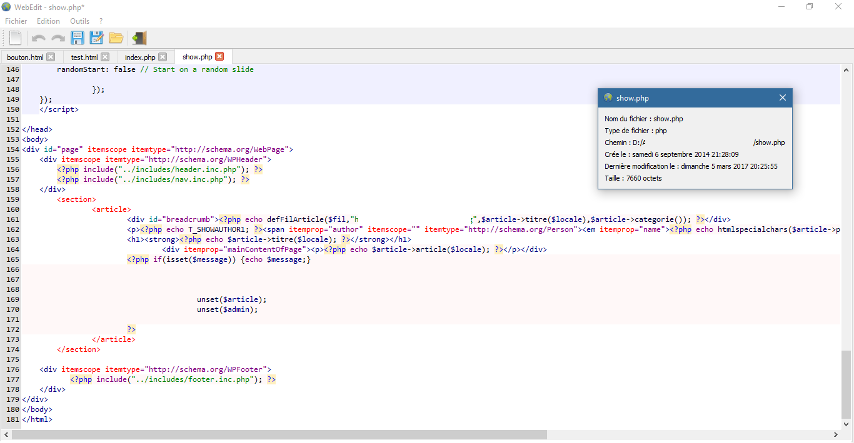 WebEdit - show.php*
Fichier Edition Outils ?
bouton.html test.html index.php show.php
146 randomStart: false // Start on a random slide
147
148 });
149 });
150 </script>
151
152 </head>
153 <body>
154 <div id="page" itemscope itemtype="http://schema.org/WebPage">
155 <div itemscope itemtype="http://schema.org/WPHeader">
156 <?php include("../includes/header.inc.php"); ?>
157 <?php include("../includes/nav.inc.php"); ?>
158 </div>
159 <section>
160 <article>
161 <div id="breadcrumb"><?php echo defFilArticle($fil,"h ;",$article->titre($locale),$article->categorie()); ?></div>
162 <p><?php echo T_SHOWAUTHOR1; ?><span itemprop="author" itemscope="" itemtype="http://schema.org/Person"><em itemprop="name"><?php echo htmlspecialchars($article->p
163 <h1><strong><?php echo $article->titre($locale); ?></strong></h1>
164 <div itemprop="mainContentOfPage"><p><?php echo $article->article($locale); ?></p></div>
165 <?php if(isset($message)) {echo $message;}
166
167
168
169 unset($article);
170 unset($admin);
171
172 ?>
173 </article>
174 </section>
175
176 <div itemscope itemtype="http://schema.org/WPFooter">
177 <?php include("../includes/footer.inc.php"); ?>
178 </div>
179 </div>
180 </body>
181 </html>
show.php
Nom du fichier : show.php
Type de fichier : php
Chemin : D:/ /show.php
Crée le : samedi 6 septembre 2014 21:28:09
Dernière modification le : dimanche 5 mars 2017 20:25:55
Taille : 7660 octets